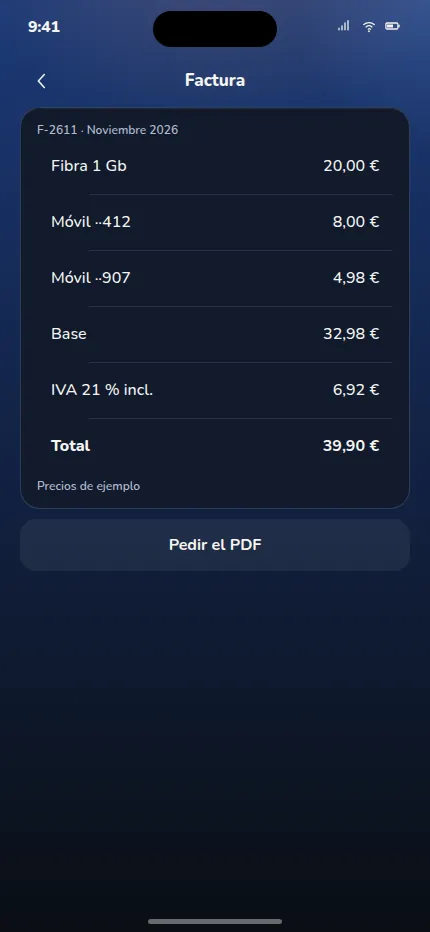 9:41
Factura
F-2611 · Noviembre 2026
Fibra 1 Gb 20,00 €
Móvil ··412 8,00 €
Móvil ··907 4,98 €
Base 32,98 €
IVA 21 % incl. 6,92 €
Total 39,90 €
Precios de ejemplo
Pedir el PDF